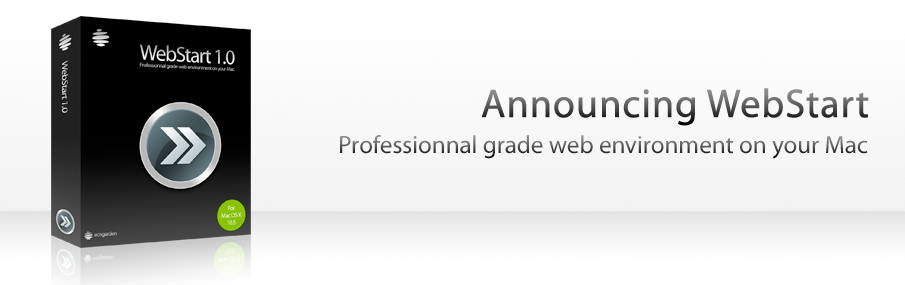 WebStart 1.0
WebStart 1.0
Professionnal grade web environment on your Mac
For
Mac OS X
10.5
ecogarden
Announcing WebStart
Professionnal grade web environment on your Mac